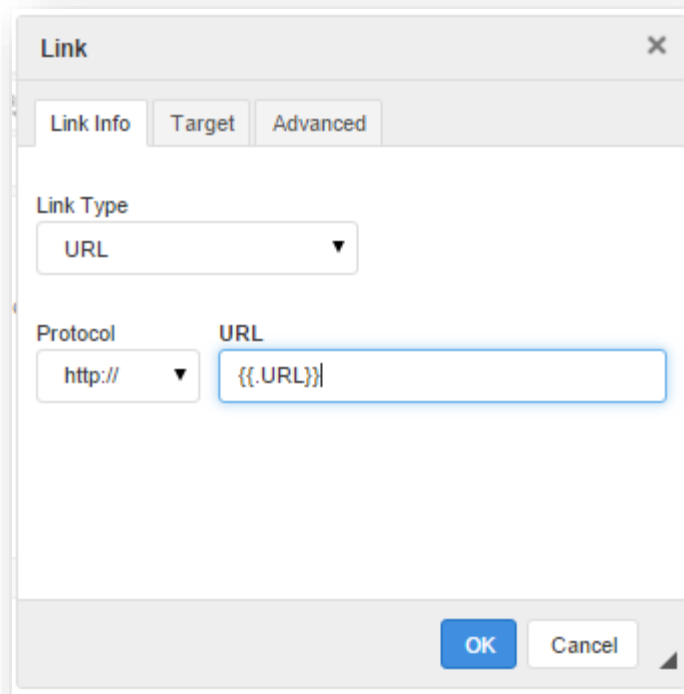 Link
Link Info Target Advanced
Link Type
URL
Protocol URL
http:// {{.URL}}
OK Cancel